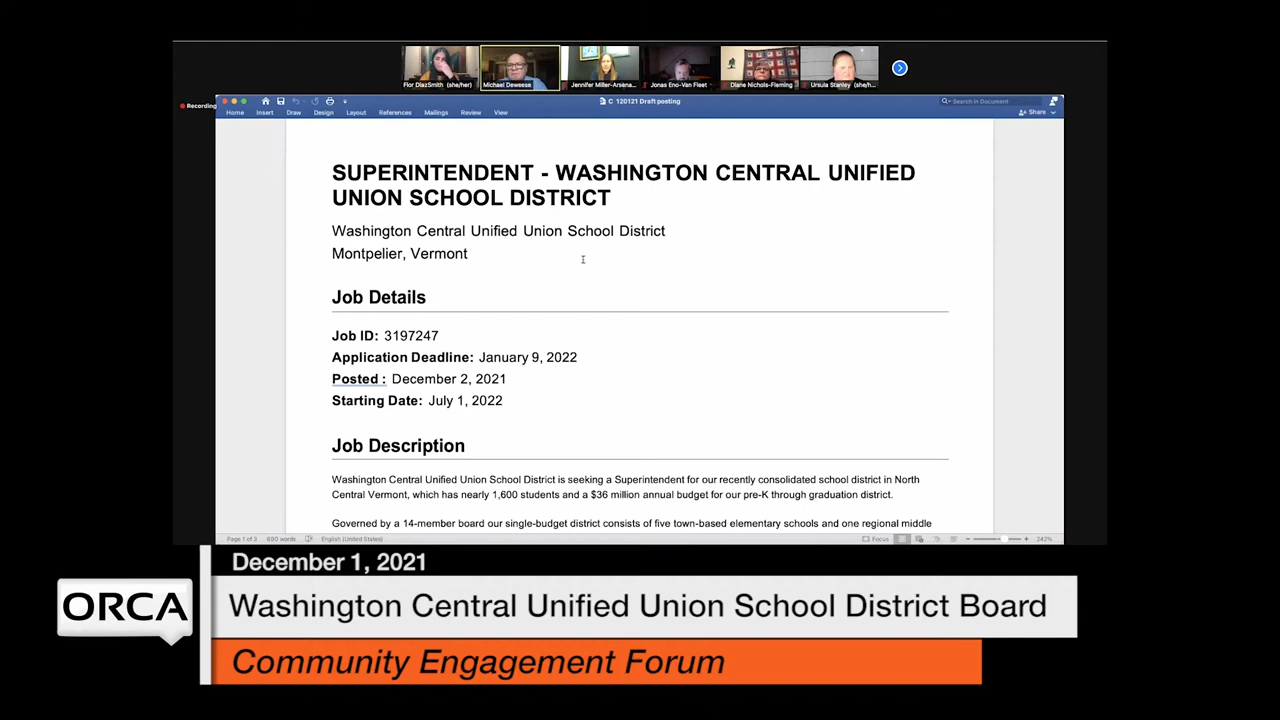 Fior DiazSmith (she/her)
Michael Deweese
Jennifer Miller-Arsena...
Jonas Eno-Van Fleet
Diane Nichols-Fleming
Ursula Stanley (she/h...
Recording
C 120121 Draft posting
Search in Document
Home Insert Draw Design Layout References Mailings Review View
Share
SUPERINTENDENT - WASHINGTON CENTRAL UNIFIED
UNION SCHOOL DISTRICT
Washington Central Unified Union School District
Montpelier, Vermont
Job Details
Job ID: 3197247
Application Deadline: January 9, 2022
Posted : December 2, 2021
Starting Date: July 1, 2022
Job Description
Washington Central Unified Union School District is seeking a Superintendent for our recently consolidated school district in North
Central Vermont, which has nearly 1,600 students and a $36 million annual budget for our pre-K through graduation district.
Governed by a 14-member board our single-budget district consists of five town-based elementary schools and one regional middle
Page 1 of 3 690 words English (United States) Focus 242%
December 1, 2021
ORCA
Washington Central Unified Union School District Board
Community Engagement Forum